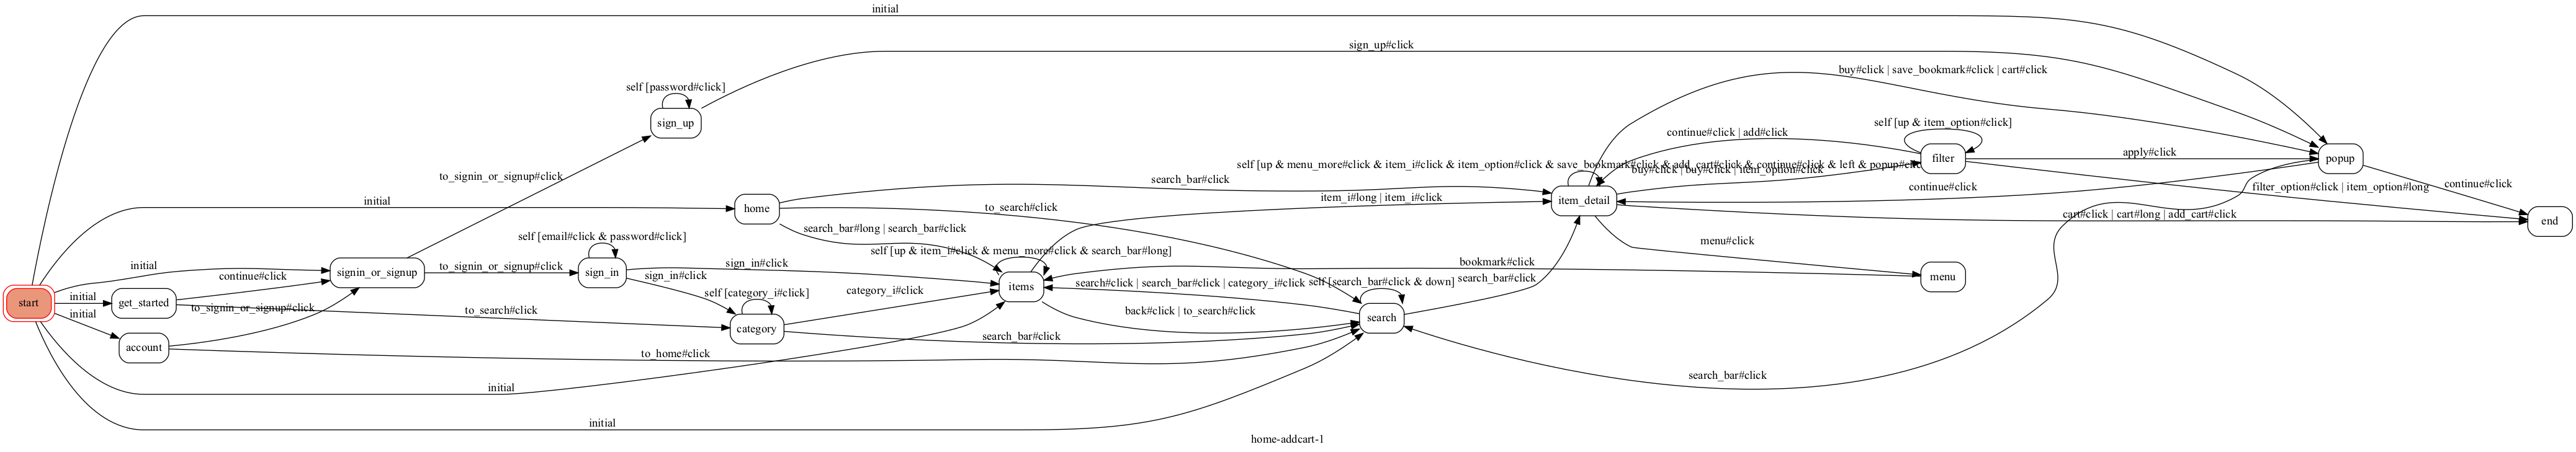 initial
sign_up#click
buy#click | save_bookmark#click | cart#click
self [password#click]
sign_up
self [up & item_option#click]
continue#click | add#click
filter
apply#click
popup
self [up & menu_more#click & item_i#click & item_option#click & save_bookmark#click & add_cart#click & continue#click & left & popup#click]
buy#click | buy#click | item_option#click
to_signin_or_signup#click
search_bar#click
continue#click
filter_option#click | item_option#long
continue#click
initial
home
to_search#click
item_i#long | item_i#click
item_detail
cart#click | cart#long | add_cart#click
end
search_bar#long | search_bar#click
self [email#click & password#click]
self [up & item_i#click & menu_more#click & search_bar#long]
menu#click
initial
signin_or_signup
to_signin_or_signup#click
sign_in
sign_in#click
bookmark#click
continue#click
sign_in#click
items
search#click | search_bar#click | category_i#click
self [search_bar#click & down]
search_bar#click
menu
start
initial
get_started
to_signin_or_signup#click
self [category_i#click]
category_i#click
initial
to_search#click
category
back#click | to_search#click
search
account
search_bar#click
to_home#click
search_bar#click
initial
initial
home-addcart-1